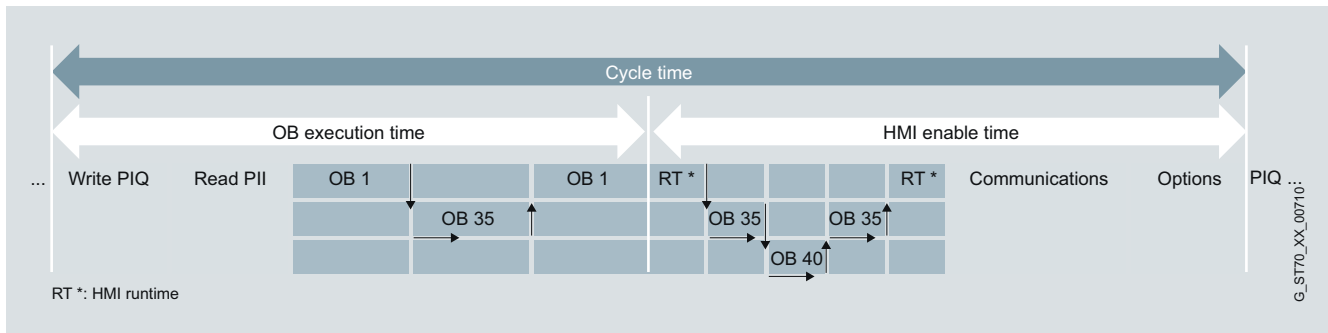 Cycle time
OB execution time HMI enable time
... Write PIQ Read PII OB 1 OB 1 RT * RT * Communications Options PIQ ...
OB 35 OB 35 OB 35
OB 40
RT *: HMI runtime
G_ST70_XX_00710